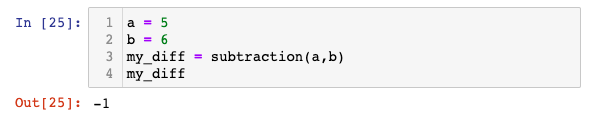 In [25]: 1 a = 5
2 b = 6
3 my_diff = subtraction(a,b)
4 my_diff
Out[25]: -1